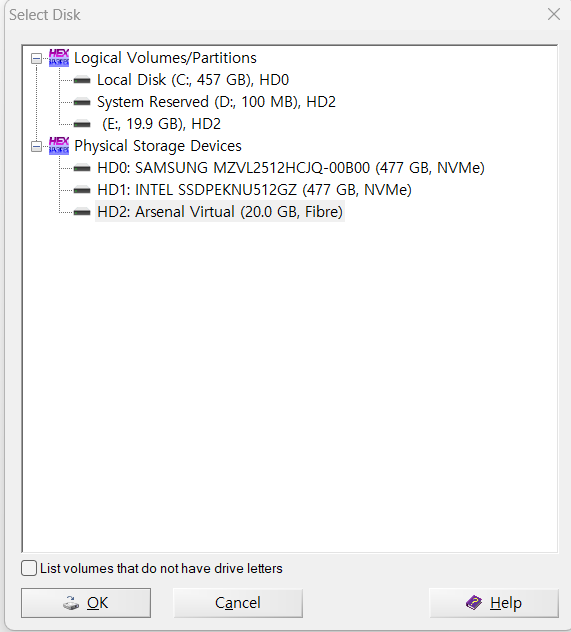 Select Disk
HEX
Logical Volumes/Partitions
Local Disk (C:, 457 GB), HD0
System Reserved (D:, 100 MB), HD2
(E:, 19.9 GB), HD2
HEX
Physical Storage Devices
HD0: SAMSUNG MZVL2512HCJQ-00B00 (477 GB, NVMe)
HD1: INTEL SSDPEKNU512GZ (477 GB, NVMe)
HD2: Arsenal Virtual (20.0 GB, Fibre)
List volumes that do not have drive letters
OK
Cancel
Help